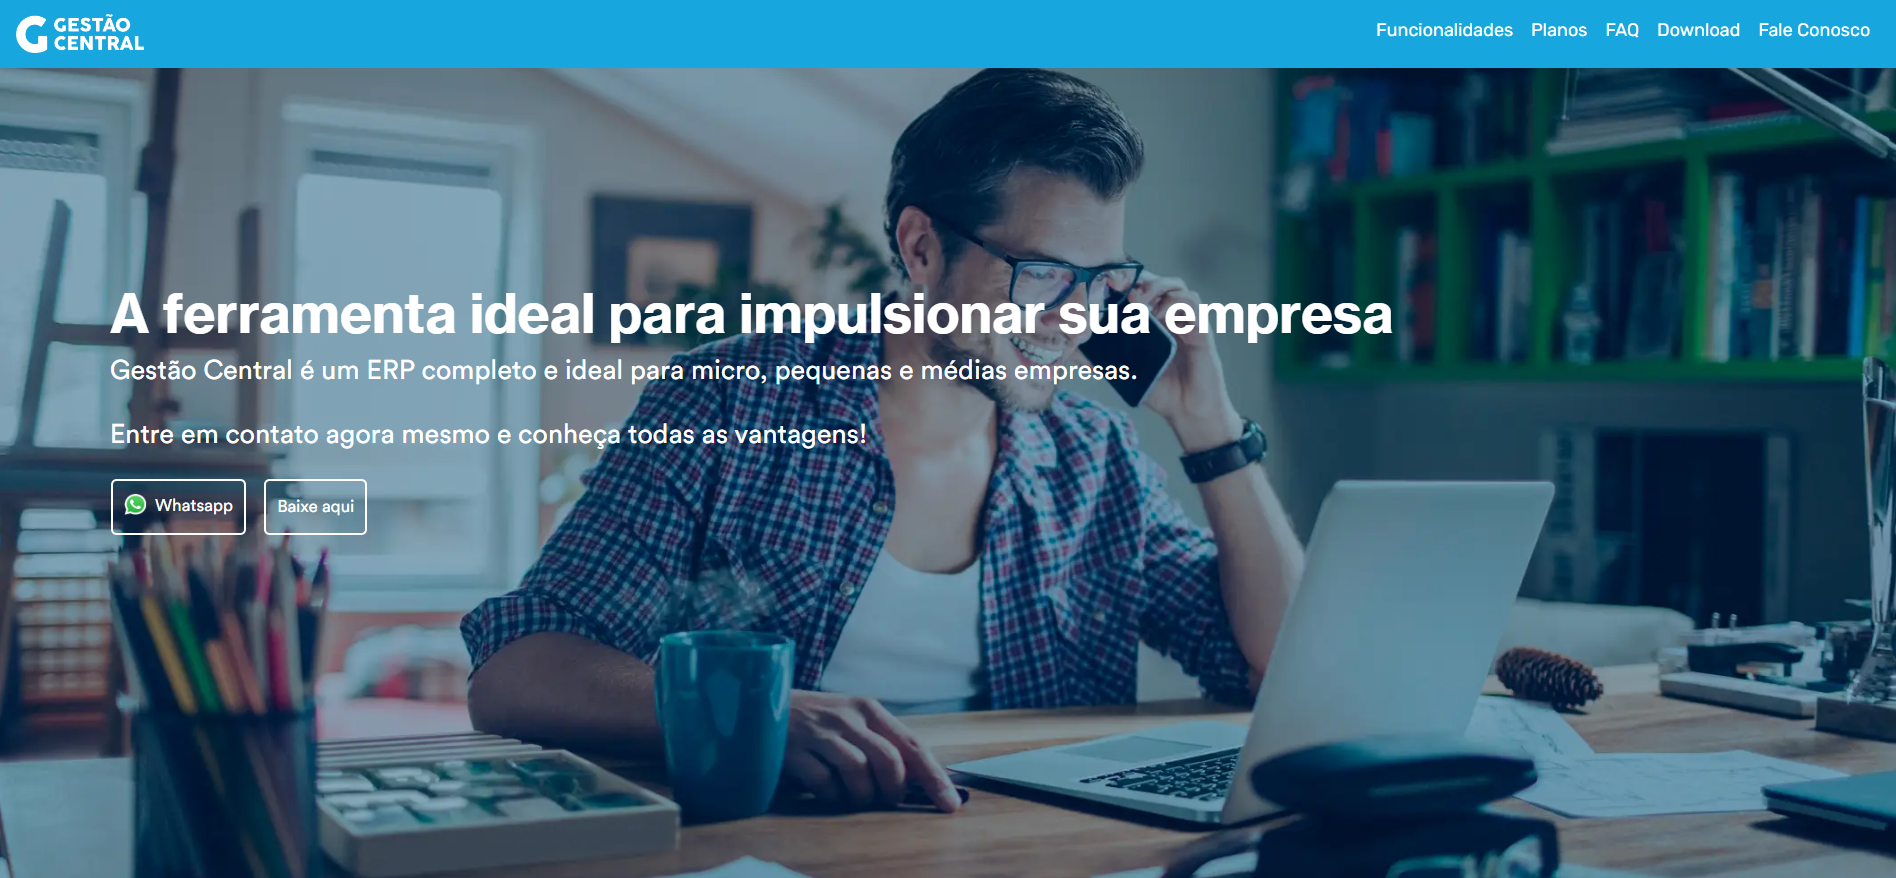 GESTÃO
CENTRAL
Funcionalidades Planos FAQ Download Fale Conosco
A ferramenta ideal para impulsionar sua empresa
Gestão Central é um ERP completo e ideal para micro, pequenas e médias empresas.
Entre em contato agora mesmo e conheça todas as vantagens!
Whatsapp Baixe aqui